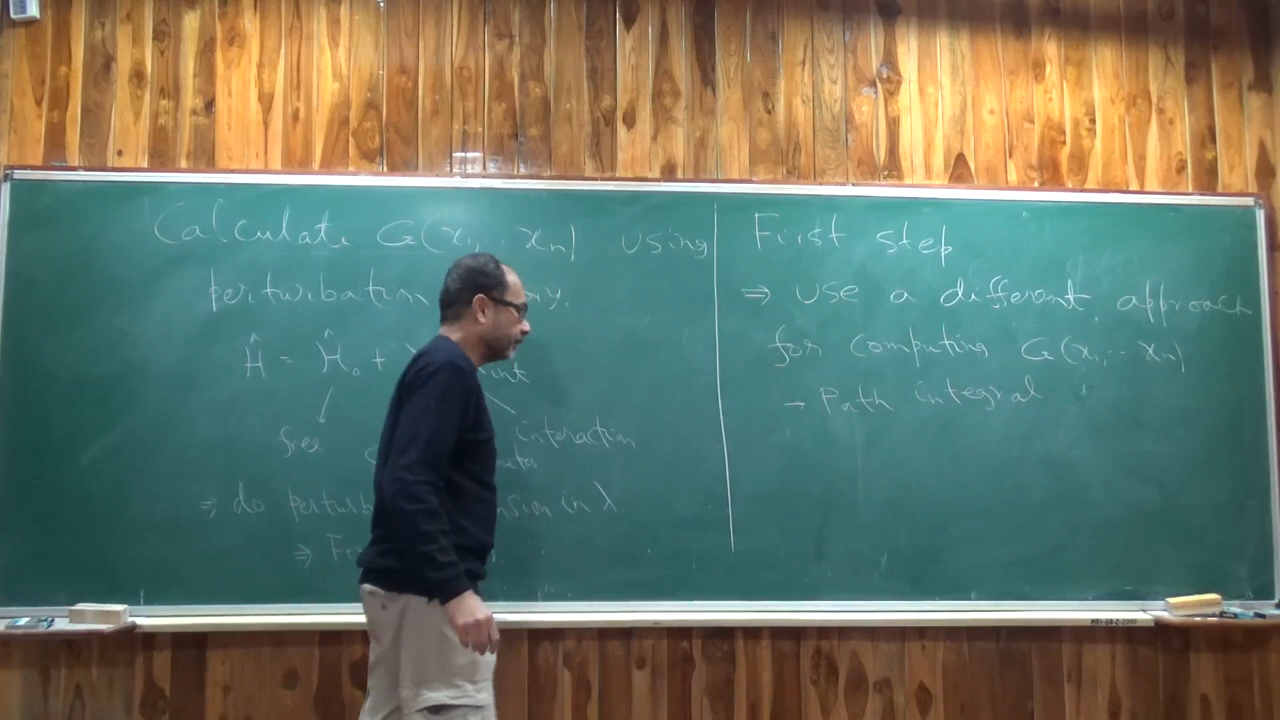 Calculate G(x₁, .. xₙ) using
perturbation
Ĥ = Ĥ₀ +
free
interaction
⇒ do in λ
⇒
First step
⇒ use a different approach
for computing G(x₁, .. xₙ)
→ Path integral